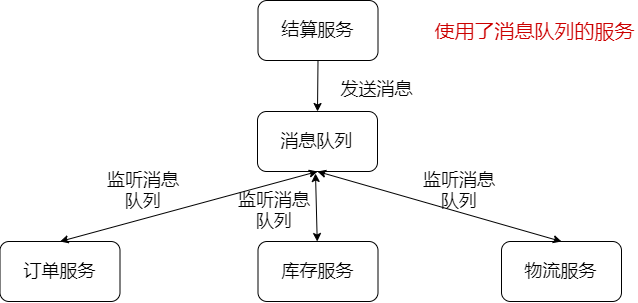 结算服务
使用了消息队列的服务
发送消息
消息队列
监听消息
队列
监听消息
队列
监听消息
队列
订单服务
库存服务
物流服务